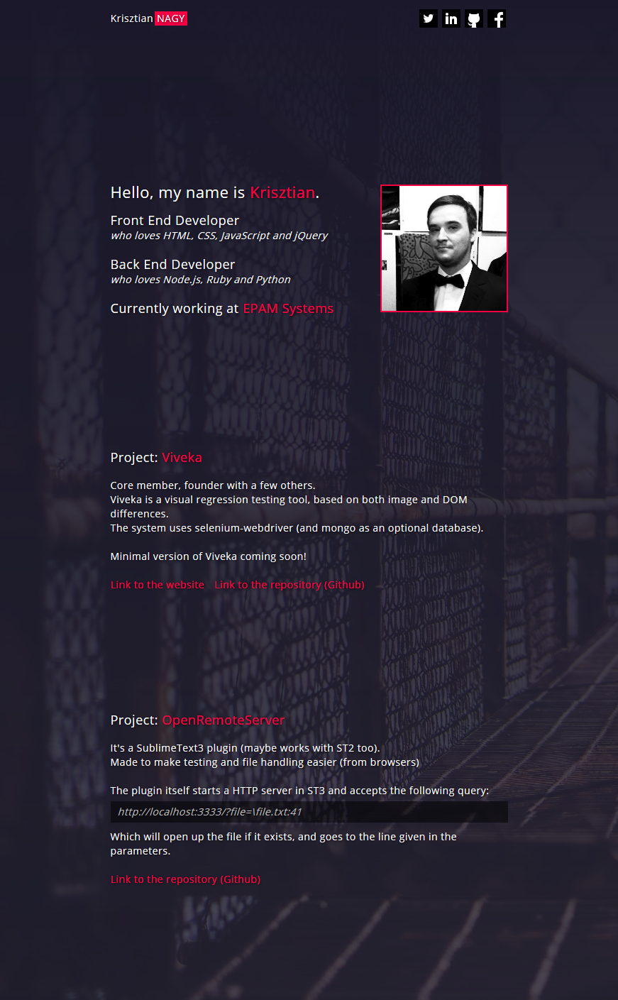 Krisztian NAGY
Hello, my name is Krisztian.
Front End Developer
who loves HTML, CSS, JavaScript and jQuery
Back End Developer
who loves Node.js, Ruby and Python
Currently working at EPAM Systems
Project: Viveka
Core member, founder with a few others.
Viveka is a visual regression testing tool, based on both image and DOM
differences.
The system uses selenium-webdriver (and mongo as an optional database).
Minimal version of Viveka coming soon!
Link to the website Link to the repository (Github)
Project: OpenRemoteServer
It's a SublimeText3 plugin (maybe works with ST2 too).
Made to make testing and file handling easier (from browsers)
The plugin itself starts a HTTP server in ST3 and accepts the following query:
http://localhost:3333/?file=\file.txt:41
Which will open up the file if it exists, and goes to the line given in the
parameters.
Link to the repository (Github)